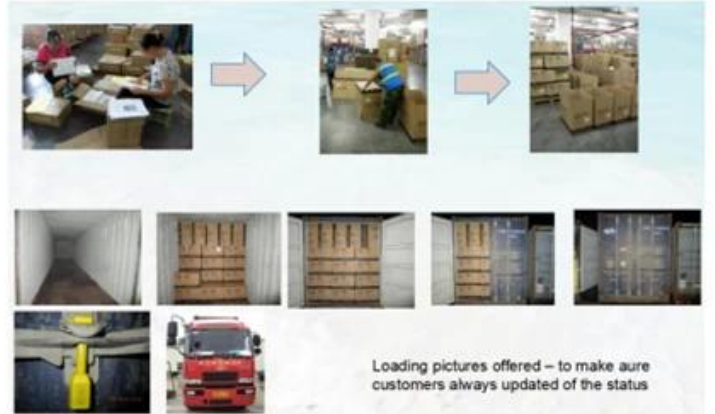 Loading pictures offered – to make aure
customers always updated of the status